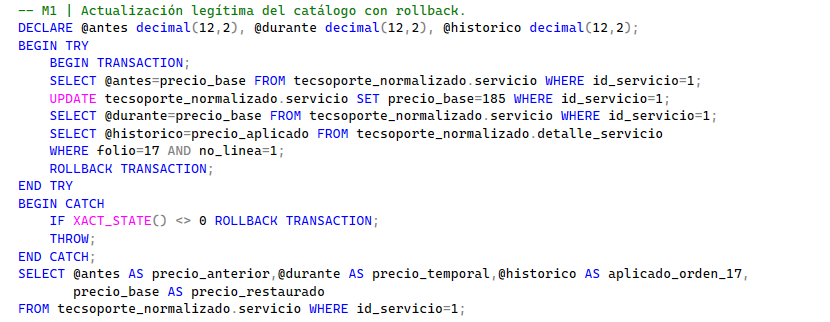 -- M1 | Actualización legítima del catálogo con rollback.
DECLARE @antes decimal(12,2), @durante decimal(12,2), @historico decimal(12,2);
BEGIN TRY
    BEGIN TRANSACTION;
    SELECT @antes=precio_base FROM tecsoporte_normalizado.servicio WHERE id_servicio=1;
    UPDATE tecsoporte_normalizado.servicio SET precio_base=185 WHERE id_servicio=1;
    SELECT @durante=precio_base FROM tecsoporte_normalizado.servicio WHERE id_servicio=1;
    SELECT @historico=precio_aplicado FROM tecsoporte_normalizado.detalle_servicio
    WHERE folio=17 AND no_linea=1;
    ROLLBACK TRANSACTION;
END TRY
BEGIN CATCH
    IF XACT_STATE() <> 0 ROLLBACK TRANSACTION;
    THROW;
END CATCH;
SELECT @antes AS precio_anterior,@durante AS precio_temporal,@historico AS aplicado_orden_17,
       precio_base AS precio_restaurado
FROM tecsoporte_normalizado.servicio WHERE id_servicio=1;